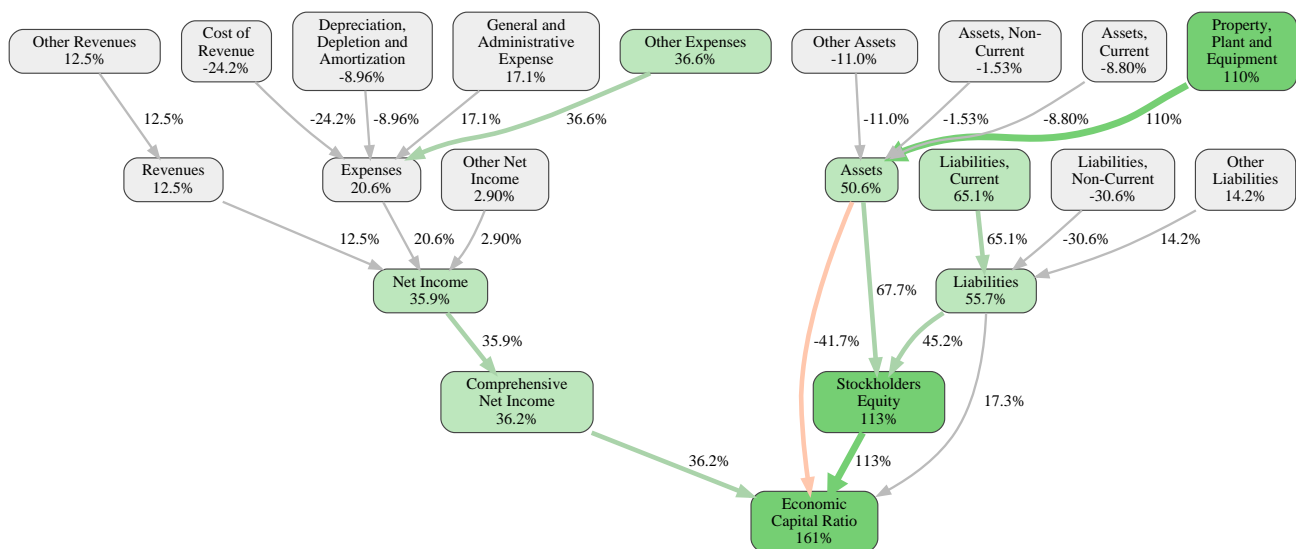 Other Revenues
12.5%
Cost of
Revenue
-24.2%
Depreciation,
Depletion and
Amortization
-8.96%
General and
Administrative
Expense
17.1%
Other Expenses
36.6%
Other Assets
-11.0%
Assets, Non-
Current
-1.53%
Assets,
Current
-8.80%
Property,
Plant and
Equipment
110%
12.5%
-24.2%
-8.96%
17.1%
36.6%
-11.0%
-1.53%
-8.80%
110%
Revenues
12.5%
Expenses
20.6%
Other Net
Income
2.90%
Assets
50.6%
Liabilities,
Current
65.1%
Liabilities,
Non-Current
-30.6%
Other
Liabilities
14.2%
12.5%
20.6%
2.90%
65.1%
-30.6%
14.2%
Net Income
35.9%
67.7%
Liabilities
55.7%
35.9%
-41.7%
45.2%
Comprehensive
Net Income
36.2%
Stockholders
Equity
113%
17.3%
36.2%
113%
Economic
Capital Ratio
161%